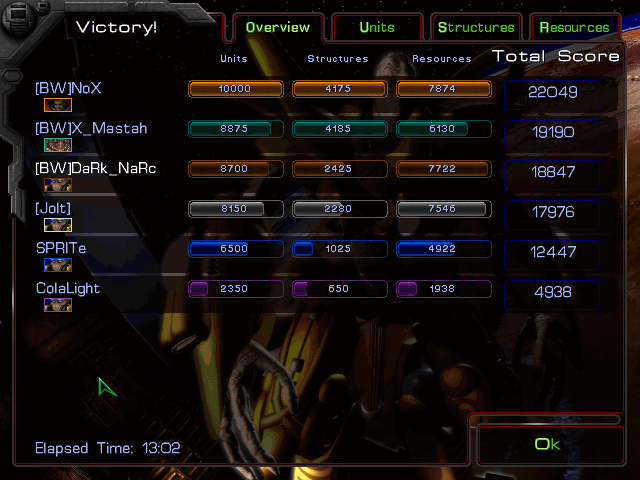 Victory! Overview Units Structures Resources
Units Structures Resources Total Score
[BW]NoX 10000 4175 7874 22049
[BW]X_Mastah 8875 4185 6130 19190
[BW]DaRk_NaRc 8700 2425 7722 18847
[Jolt] 8150 2280 7546 17976
SPRITe 6500 1025 4922 12447
ColaLight 2350 650 1938 4938
Elapsed Time: 13:02
Ok